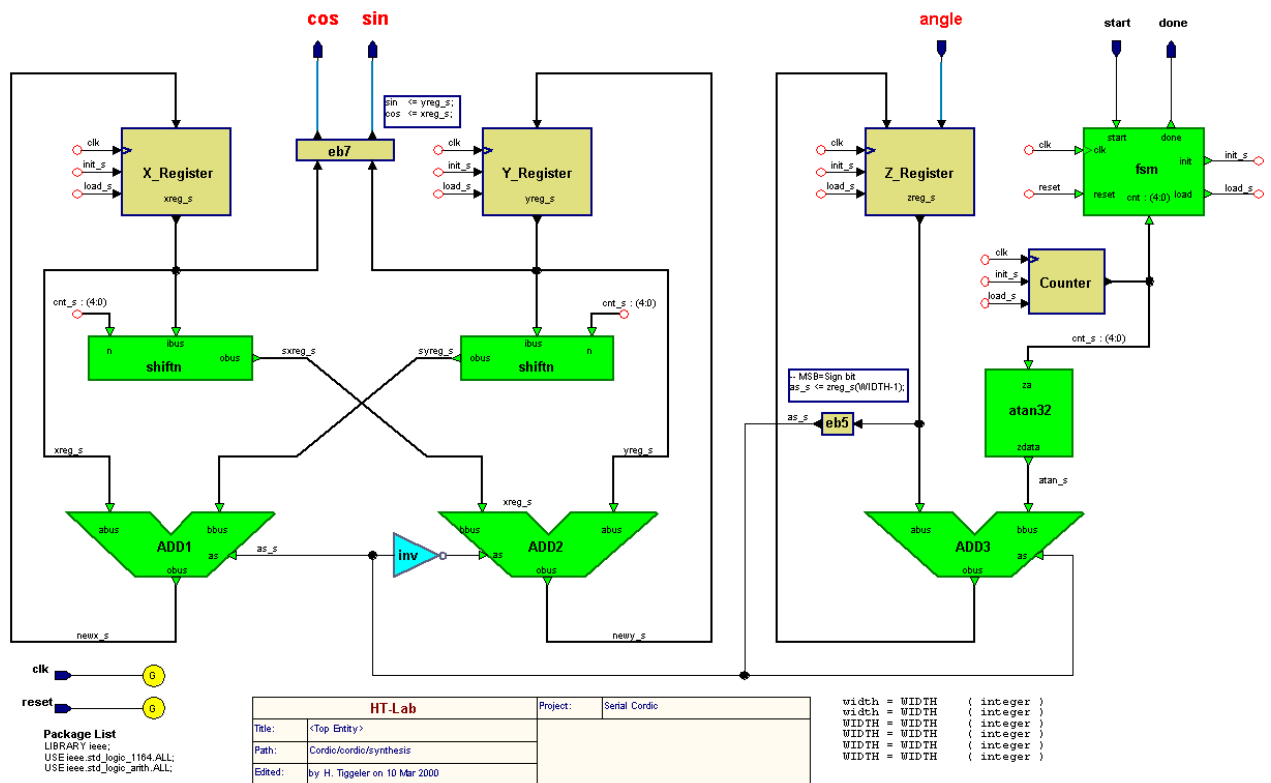 cos
sin
angle
start
done
sin <= yreg_s;
cos <= xreg_s;
clk
init_s
load_s
X_Register
xreg_s
eb7
clk
init_s
load_s
Y_Register
yreg_s
clk
init_s
load_s
Z_Register
zreg_s
clk
reset
start
done
clk
fsm
init
reset
cnt : (4:0)
load
init_s
load_s
clk
init_s
load_s
Counter
cnt_s : (4:0)
cnt_s : (4:0)
cnt_s : (4:0)
n
ibus
obus
shiftn
sxreg_s
syreg_s
obus
ibus
n
shiftn
-- MSB=Sign bit
as_s <= zreg_s(WIDTH-1);
as_s
eb5
za
atan32
zdata
atan_s
xreg_s
yreg_s
xreg_s
abus
bbus
ADD1
as
obus
as_s
inv
bbus
abus
ADD2
as
obus
abus
bbus
ADD3
as
obus
newx_s
newy_s
clk
G
reset
G
Package List
LIBRARY ieee;
USE ieee.std_logic_1164.ALL;
USE ieee.std_logic_arith.ALL;
HT-Lab
Project:
Serial Cordic
Title:
<Top Entity>
Path:
Cordic/cordic/synthesis
Edited:
by H. Tiggeler on 10 Mar 2000
width = WIDTH ( integer )
width = WIDTH ( integer )
WIDTH = WIDTH ( integer )
WIDTH = WIDTH ( integer )
WIDTH = WIDTH ( integer )
WIDTH = WIDTH ( integer )